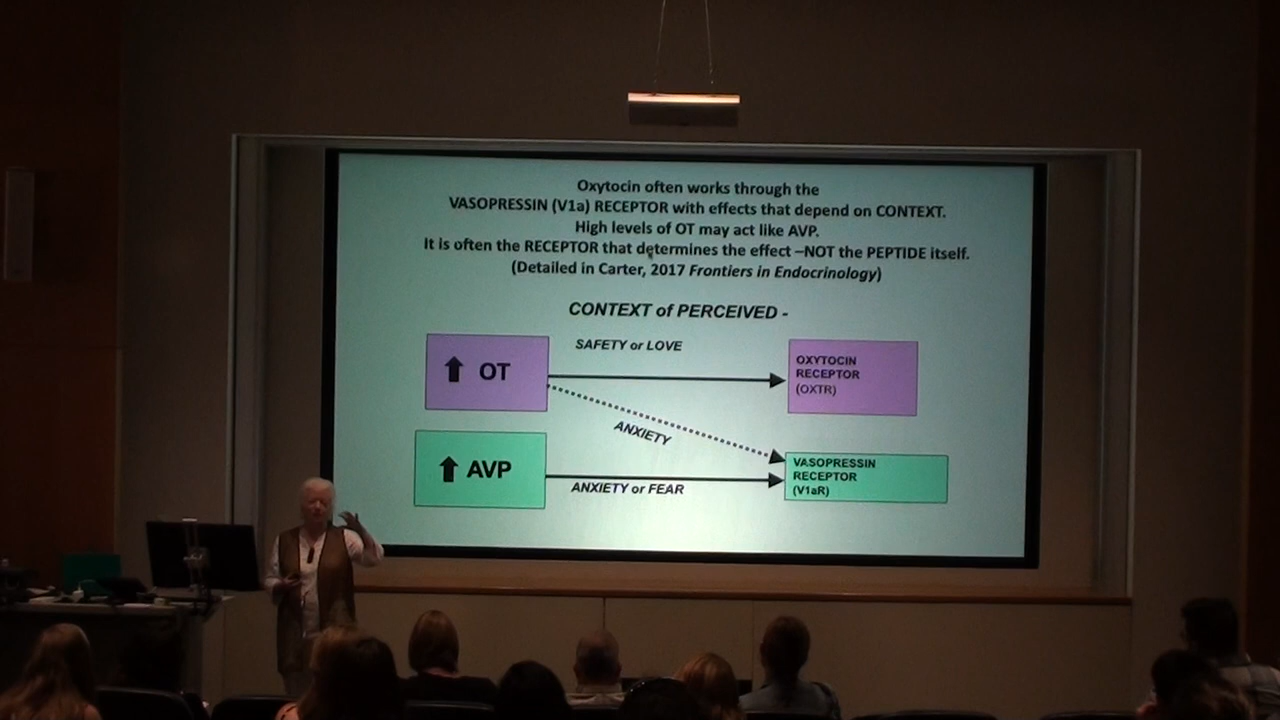 Oxytocin often works through the
VASOPRESSIN (V1a) RECEPTOR with effects that depend on CONTEXT.
High levels of OT may act like AVP.
It is often the RECEPTOR that determines the effect –NOT the PEPTIDE itself.
(Detailed in Carter, 2017 Frontiers in Endocrinology)
CONTEXT of PERCEIVED -
SAFETY or LOVE
OT
OXYTOCIN
RECEPTOR
(OXTR)
ANXIETY
AVP
ANXIETY or FEAR
VASOPRESSIN
RECEPTOR
(V1aR)